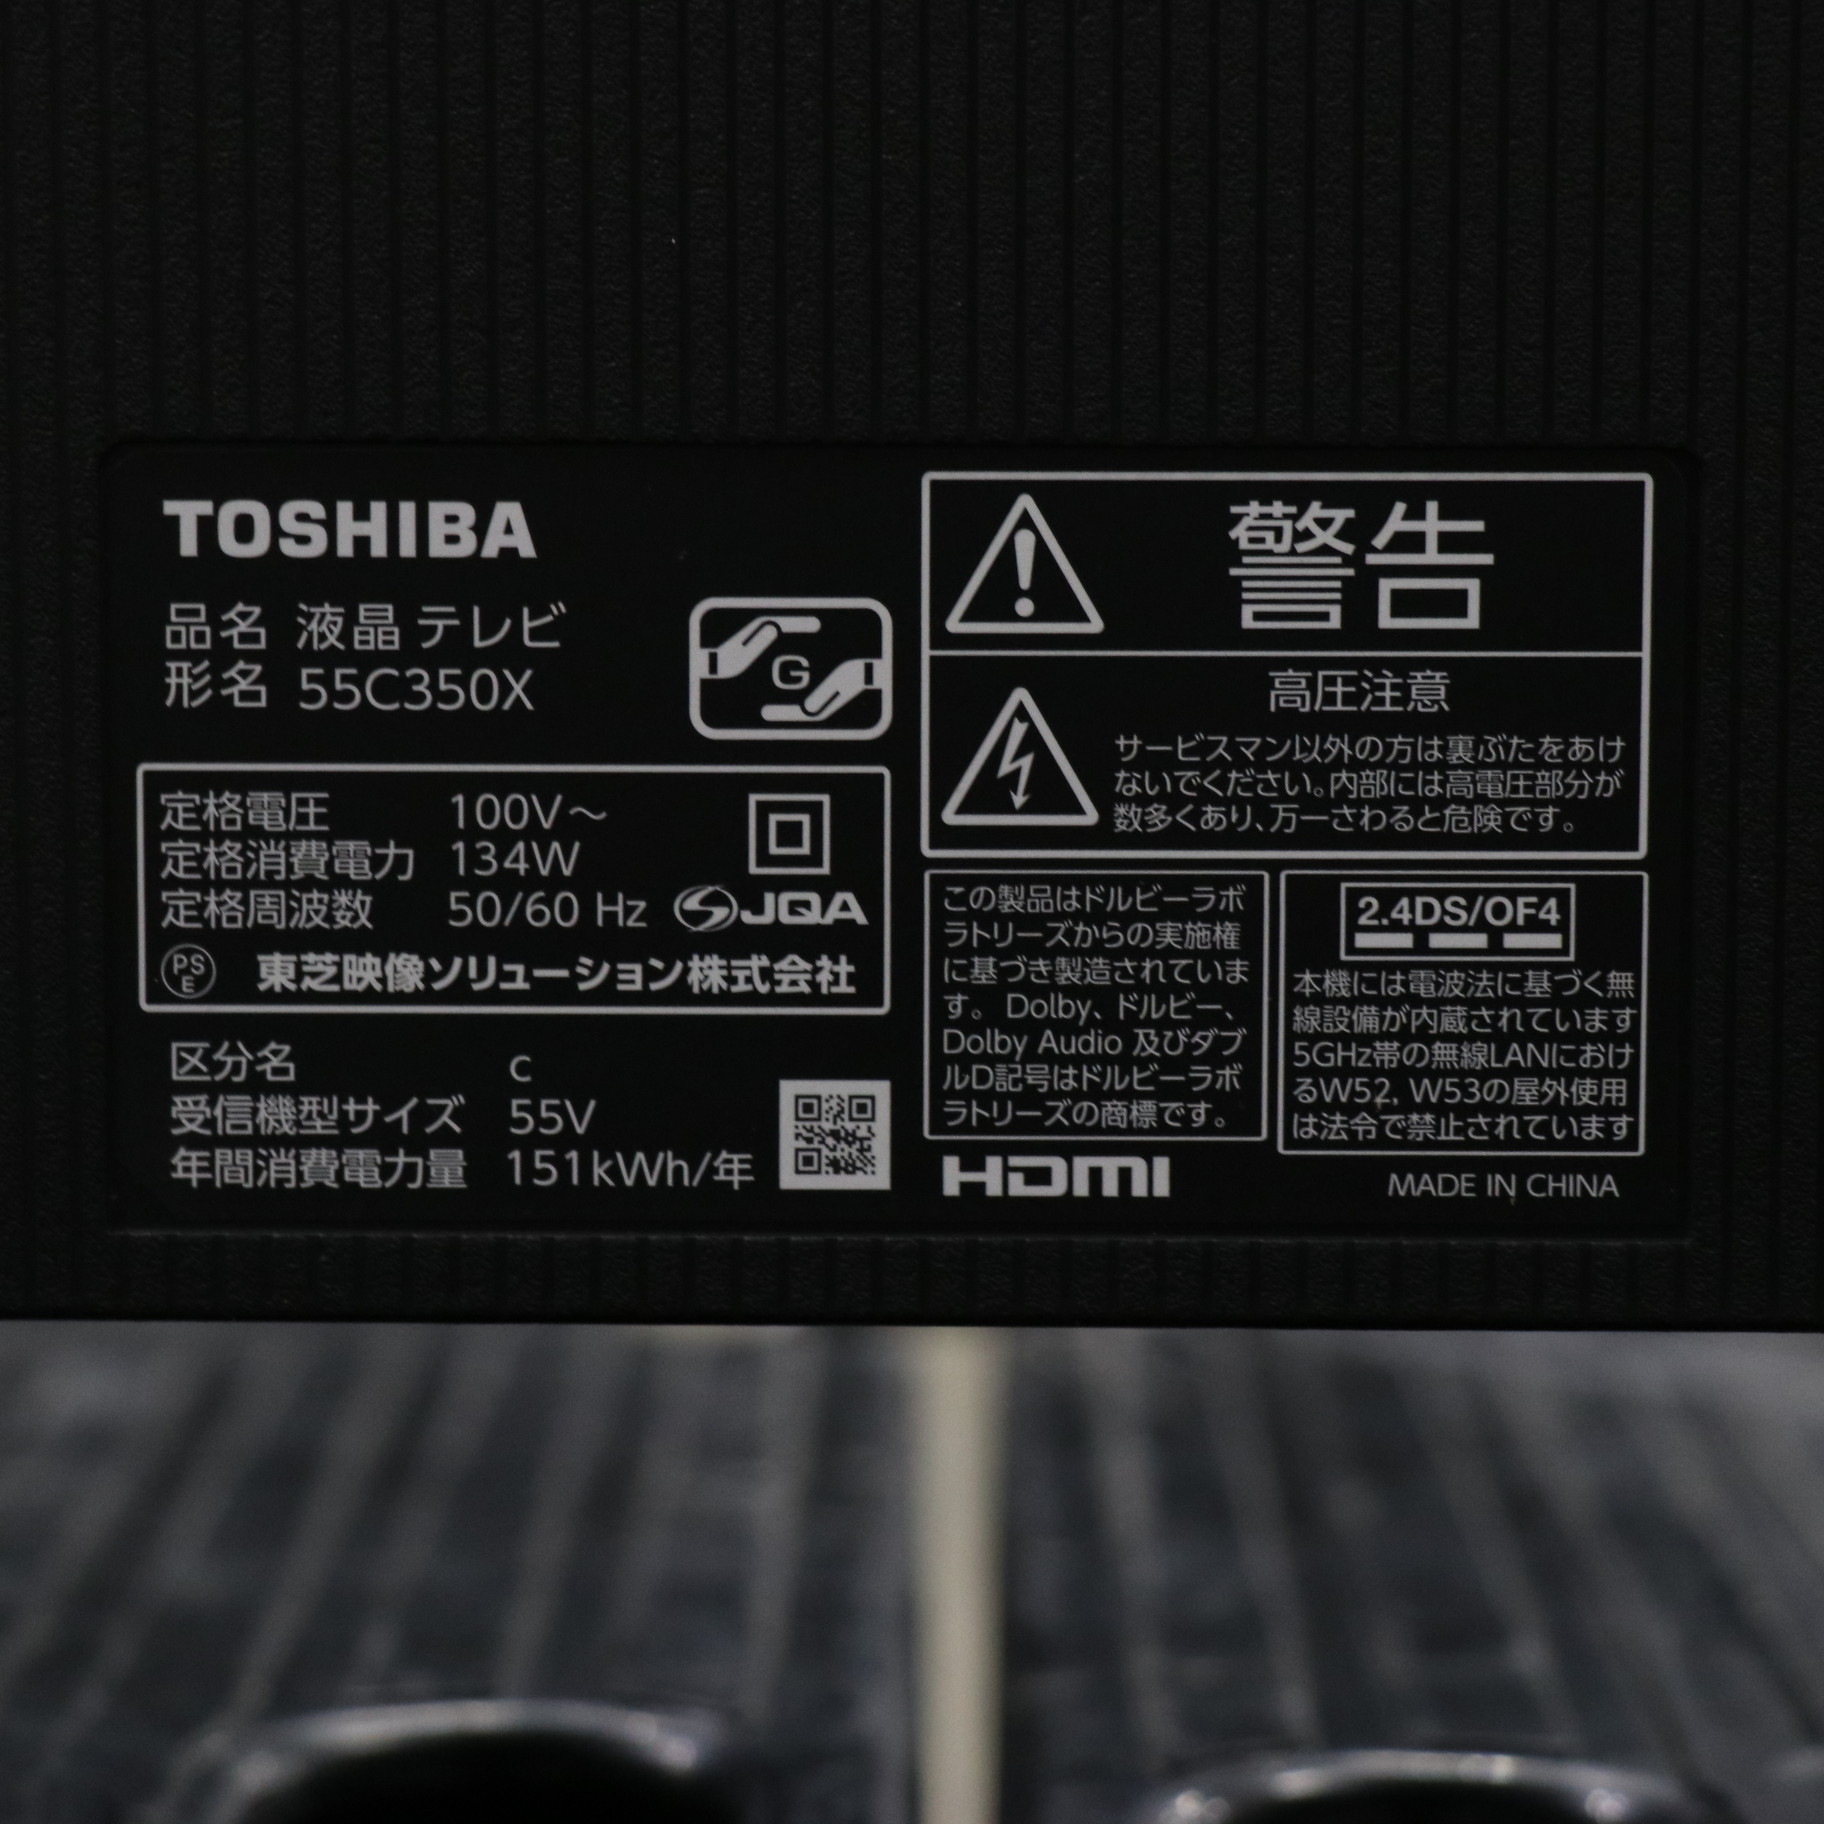 TOSHIBA
品名 液晶テレビ
形名 55C350X
G
定格電圧 100V～
定格消費電力 134W
定格周波数 50/60 Hz
JQA
PS
E
東芝映像ソリューション株式会社
区分名 c
受信機型サイズ 55V
年間消費電力量 151kWh/年
警告
高圧注意
サービスマン以外の方は裏ぶたをあけ
ないでください。内部には高電圧部分が
数多くあり、万一さわると危険です。
この製品はドルビーラボ
ラトリーズからの実施権
に基づき製造されていま
す。Dolby、ドルビー、
Dolby Audio 及びダブ
ルD記号はドルビーラボ
ラトリーズの商標です。
HDMI
2.4DS/OF4
本機には電波法に基づく無
線設備が内蔵されています
5GHz帯の無線LANにおけ
るW52, W53の屋外使用
は法令で禁止されています
MADE IN CHINA